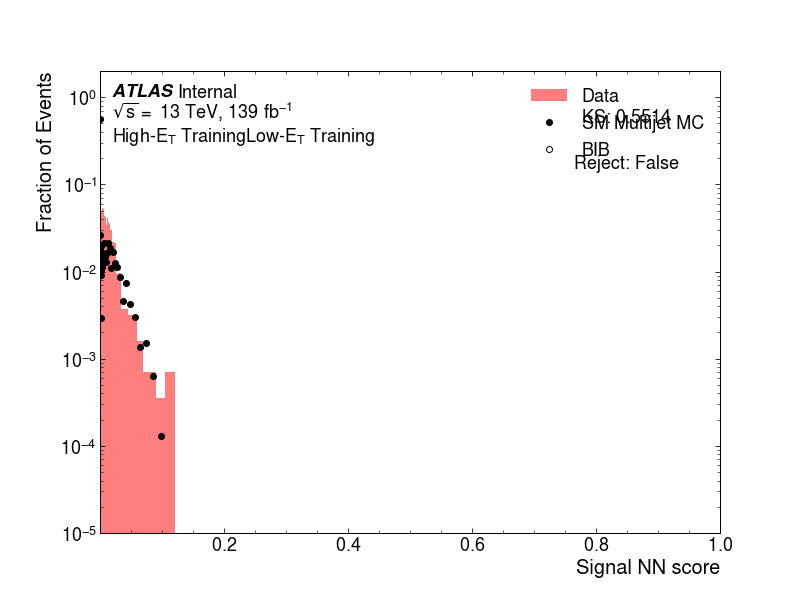 Fraction of Events
10⁰
10⁻¹
10⁻²
10⁻³
10⁻⁴
10⁻⁵
ATLAS Internal
√s = 13 TeV, 139 fb⁻¹
High-E_T TrainingLow-E_T Training
Data
KS: 0.5514
SM Multijet MC
BIB
Reject: False
0.2 0.4 0.6 0.8 1.0
Signal NN score